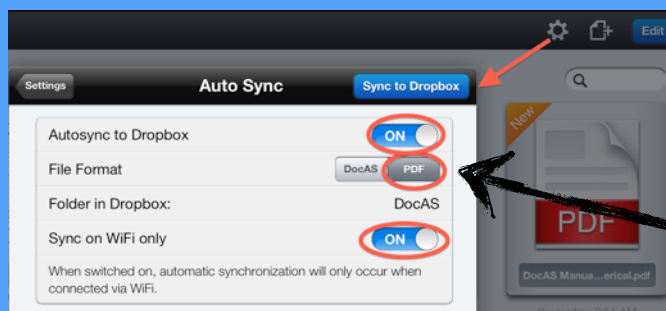 Edit
Settings
Auto Sync
Sync to Dropbox
New
Autosync to Dropbox
ON
File Format
DocAS
PDF
Folder in Dropbox:
DocAS
PDF
Sync on WiFi only
ON
DocAS Manua...erical.pdf
When switched on, automatic synchronization will only occur when
connected via WiFi.